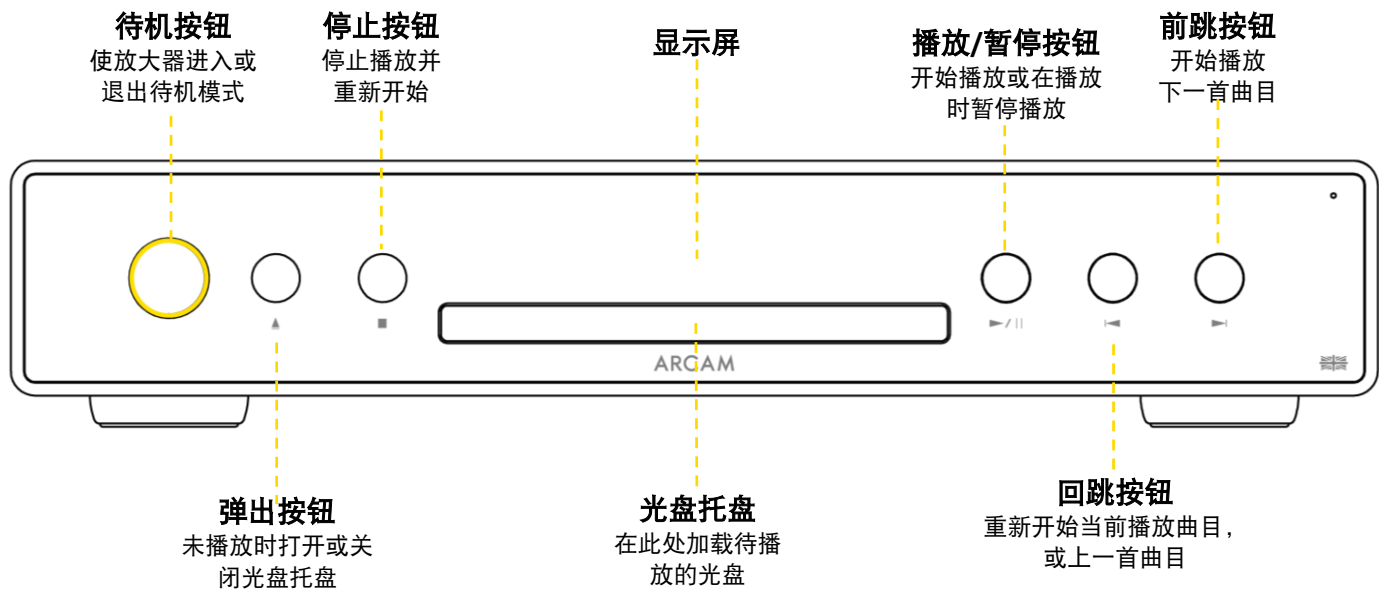 待机按钮
使放大器进入或
退出待机模式
停止按钮
停止播放并
重新开始
显示屏
播放/暂停按钮
开始播放或在播放
时暂停播放
前跳按钮
开始播放
下一首曲目
ARCAM
弹出按钮
未播放时打开或关
闭光盘托盘
光盘托盘
在此处加载待播
放的光盘
回跳按钮
重新开始当前播放曲目，
或上一首曲目